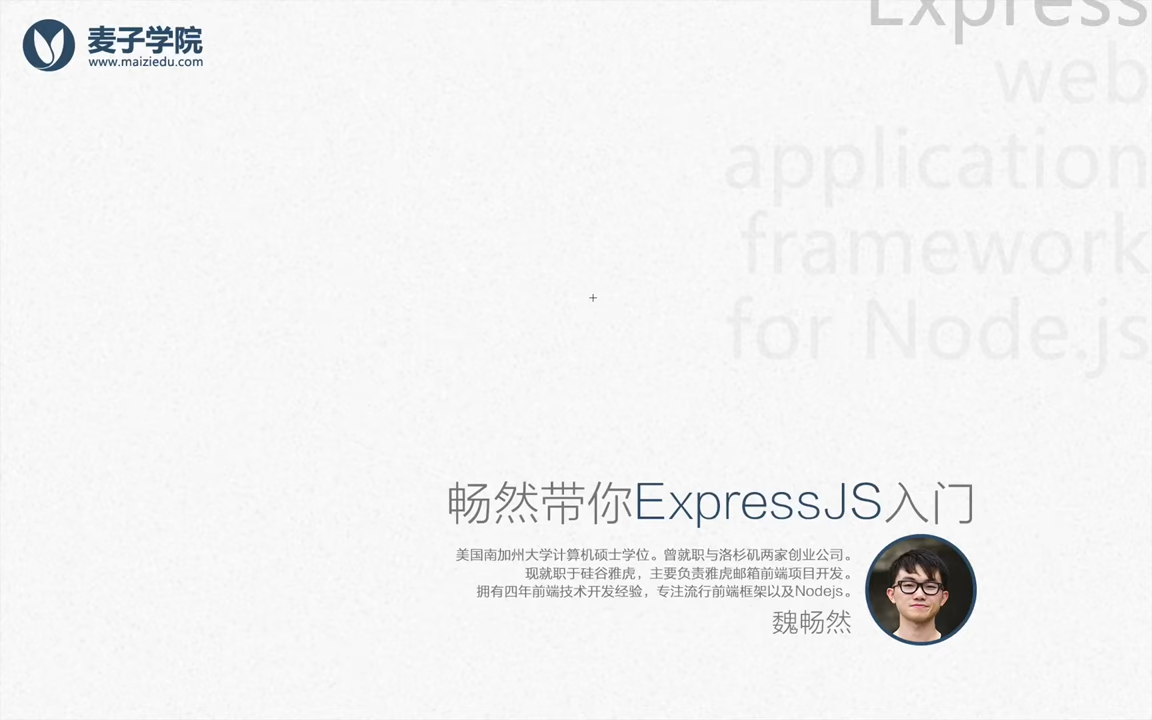 麦子学院
www.maiziedu.com
Express
web
application
framework
for Node.js
畅然带你ExpressJS入门
美国南加州大学计算机硕士学位。曾就职与洛杉矶两家创业公司。
现就职于硅谷雅虎，主要负责雅虎邮箱前端项目开发。
拥有四年前端技术开发经验，专注流行前端框架以及Nodejs。
魏畅然